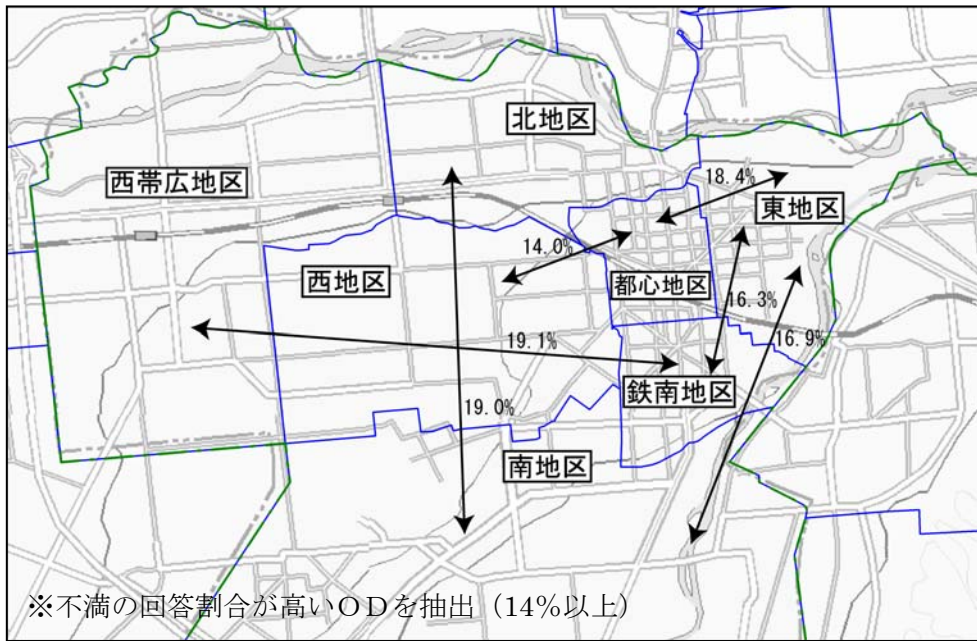 北地区
西帯広地区
18.4%
東地区
14.0%
西地区
都心地区
16.3%
16.9%
19.1%
鉄南地区
19.0%
南地区
※不満の回答割合が高いＯＤを抽出（14%以上）